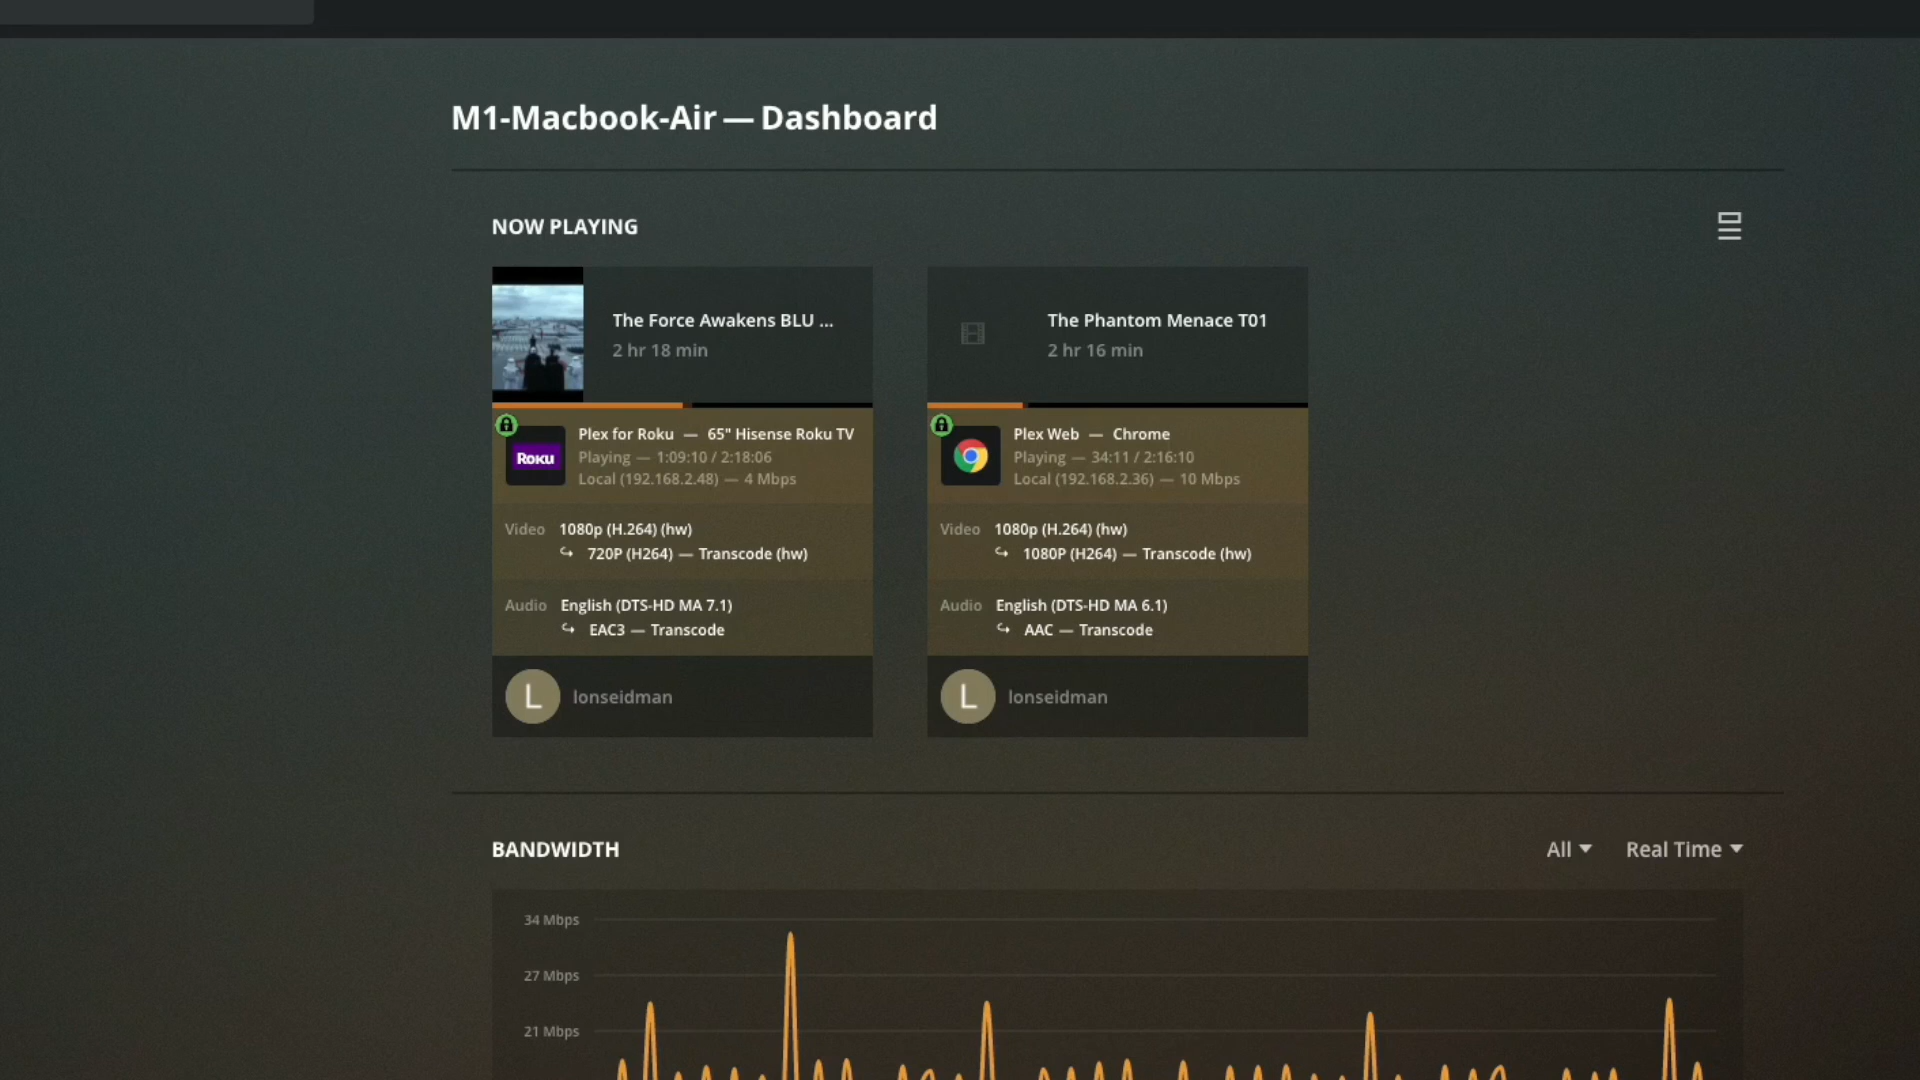 M1-Macbook-Air — Dashboard
NOW PLAYING
The Force Awakens BLU ...
2 hr 18 min
Roku
Plex for Roku — 65" Hisense Roku TV
Playing — 1:09:10 / 2:18:06
Local (192.168.2.48) — 4 Mbps
Video 1080p (H.264) (hw)
720P (H264) — Transcode (hw)
Audio English (DTS-HD MA 7.1)
EAC3 — Transcode
L lonseidman
The Phantom Menace T01
2 hr 16 min
Plex Web — Chrome
Playing — 34:11 / 2:16:10
Local (192.168.2.36) — 10 Mbps
Video 1080p (H.264) (hw)
1080P (H264) — Transcode (hw)
Audio English (DTS-HD MA 6.1)
AAC — Transcode
L lonseidman
BANDWIDTH
All Real Time
34 Mbps
27 Mbps
21 Mbps